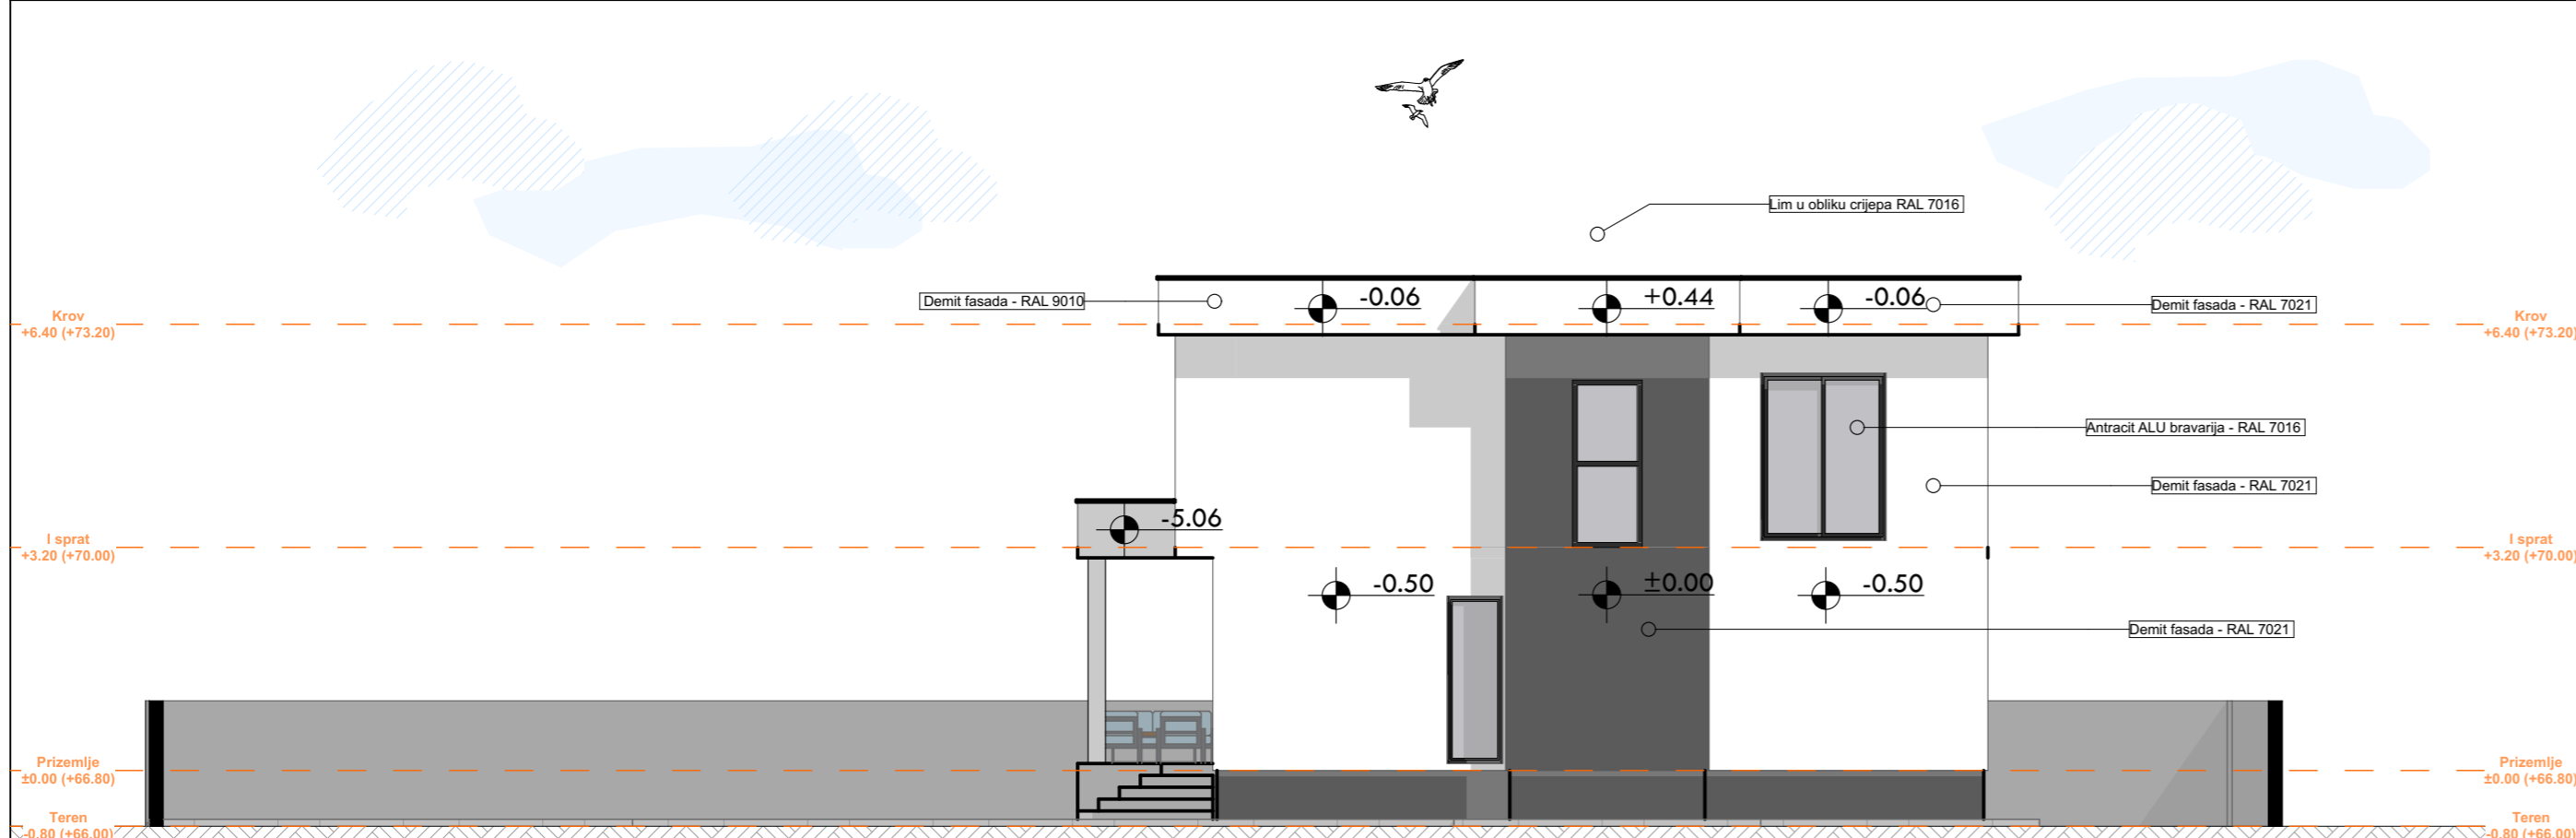 Lim u obliku crijepa RAL 7016
Demit fasada - RAL 9010
-0.06
+0.44
-0.06
Demit fasada - RAL 7021
Krov
+6.40 (+73.20)
Krov
+6.40 (+73.20)
Antracit ALU bravarija - RAL 7016
Demit fasada - RAL 7021
-5.06
I sprat
+3.20 (+70.00)
I sprat
+3.20 (+70.00)
-0.50
±0.00
-0.50
Demit fasada - RAL 7021
Prizemlje
±0.00 (+66.80)
Prizemlje
±0.00 (+66.80)
Teren
-0.80 (+66.00)
Teren
-0.80 (+66.00)